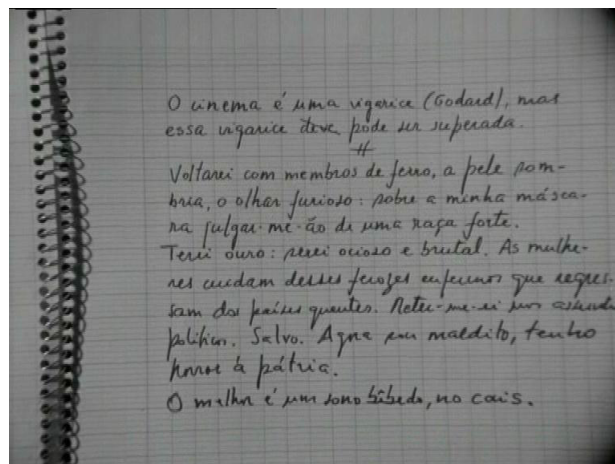 O cinema é uma vigarice (Godard), mas
essa vigarice deve, pode ser superada.
#
Voltarei com membros de ferro, a pele som-
bria, o olhar furioso: sobre a minha másca-
ra julgar-me-ão de uma raça forte.
Terei ouro: serei ocioso e brutal. As mulhe-
res cuidam desses ferozes enfermos que regres-
sam dos países quentes. Meter-me-ei nos assuntos
políticos. Salvo. Agora sou maldito, tenho
horror à pátria.
O melhor é um sono bêbedo, no cais.